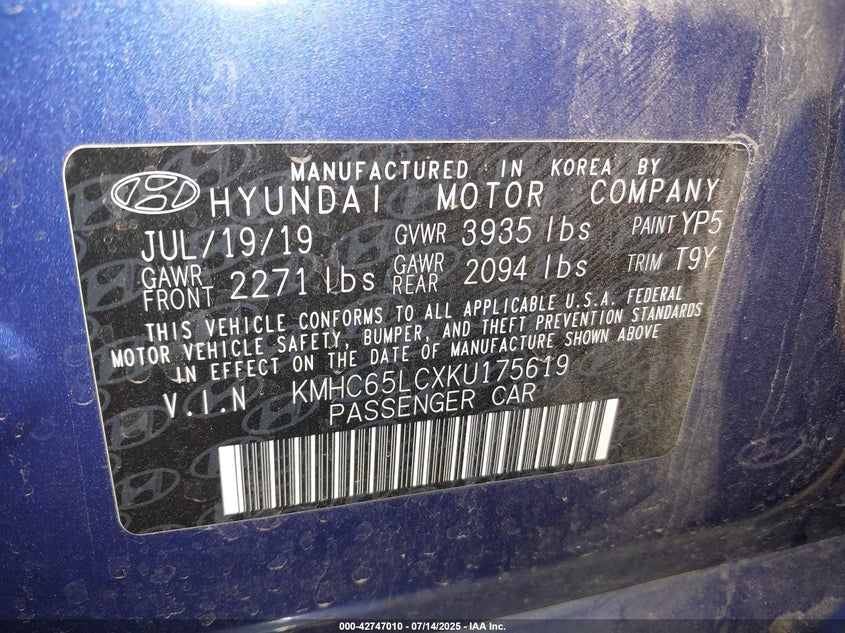 MANUFACTURED IN KOREA BY
HYUNDAI MOTOR COMPANY
JUL/19/19 GVWR 3935 lbs PAINT YP5
GAWR FRONT 2271 lbs GAWR REAR 2094 lbs TRIM T9Y
THIS VEHICLE CONFORMS TO ALL APPLICABLE U.S.A. FEDERAL
MOTOR VEHICLE SAFETY, BUMPER, AND THEFT PREVENTION STANDARDS
IN EFFECT ON THE DATE OF MANUFACTURE SHOWN ABOVE
V.I.N KMHC65LCXKU175619
PASSENGER CAR
000-42747010 - 07/14/2025 - IAA Inc.